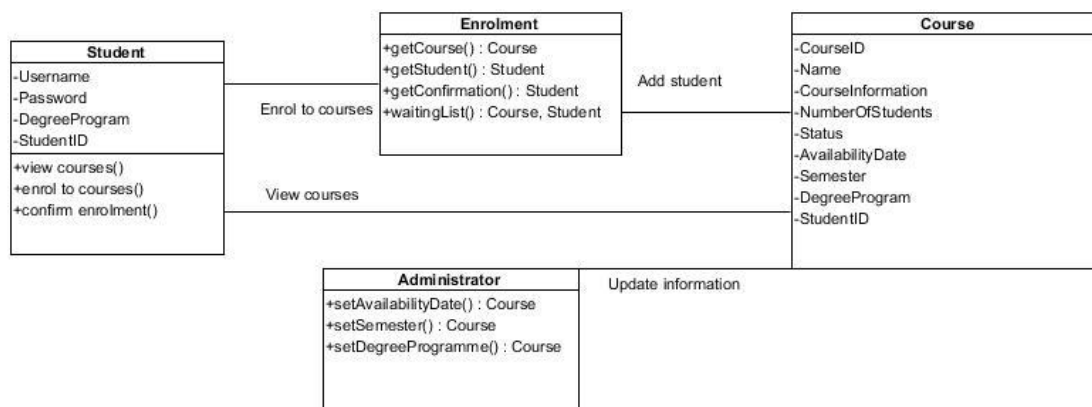 Student
-Username
-Password
-DegreeProgram
-StudentID
+view courses()
+enrol to courses()
+confirm enrolment()
Enrol to courses
View courses
Enrolment
+getCourse() : Course
+getStudent() : Student
+getConfirmation() : Student
+waitingList() : Course, Student
Add student
Course
-CourseID
-Name
-CourseInformation
-NumberOfStudents
-Status
-AvailabilityDate
-Semester
-DegreeProgram
-StudentID
Administrator
+setAvailabilityDate() : Course
+setSemester() : Course
+setDegreeProgramme() : Course
Update information